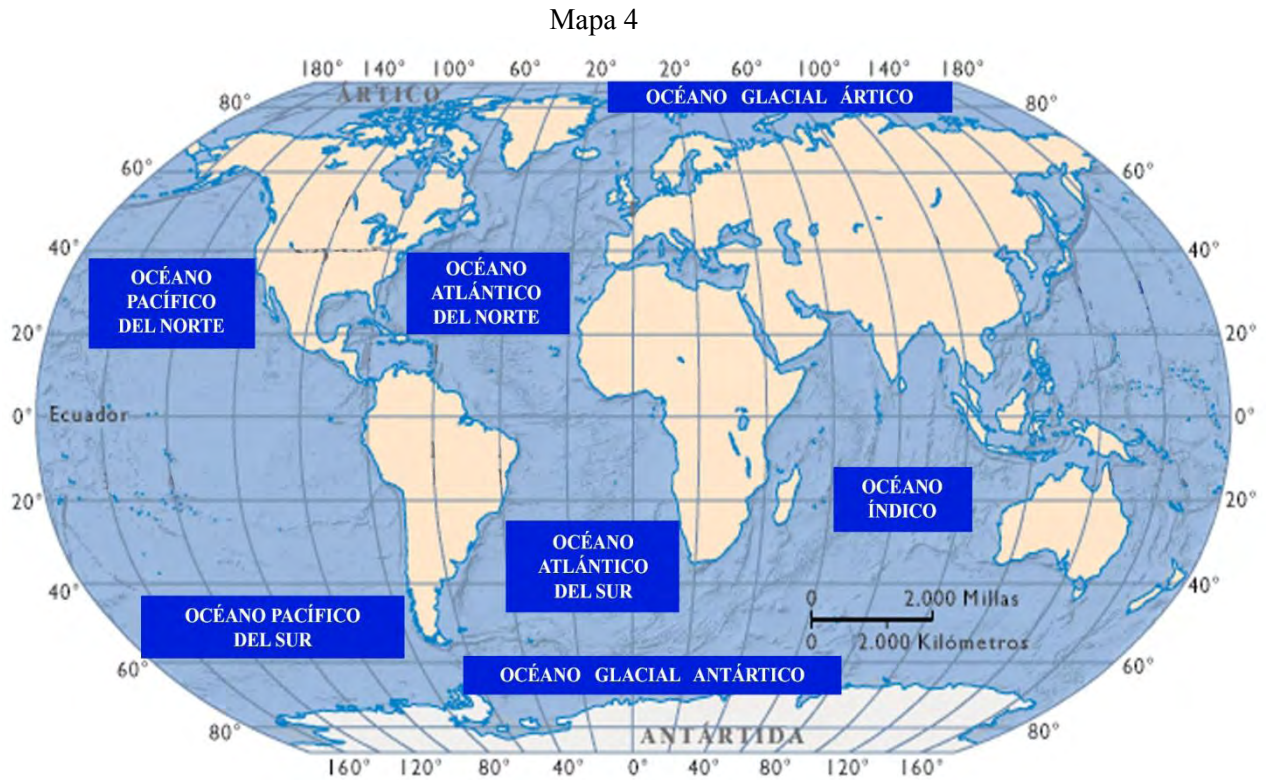 Mapa 4
180° 140° 100° 60° 20° 20° 60° 100° 140° 180°
ÁRTICO
OCÉANO GLACIAL ÁRTICO
80° 80°
60° 60°
40° 40°
OCÉANO
PACÍFICO
DEL NORTE
OCÉANO
ATLÁNTICO
DEL NORTE
20° 20°
0° Ecuador 0°
OCÉANO
ÍNDICO
20° 20°
OCÉANO
ATLÁNTICO
DEL SUR
40° 40°
0 2.000 Millas
0 2.000 Kilómetros
OCÉANO PACÍFICO
DEL SUR
60° 60°
OCÉANO GLACIAL ANTÁRTICO
80° 80°
ANTÁRTIDA
160° 120° 80° 40° 0° 40° 80° 120° 160°